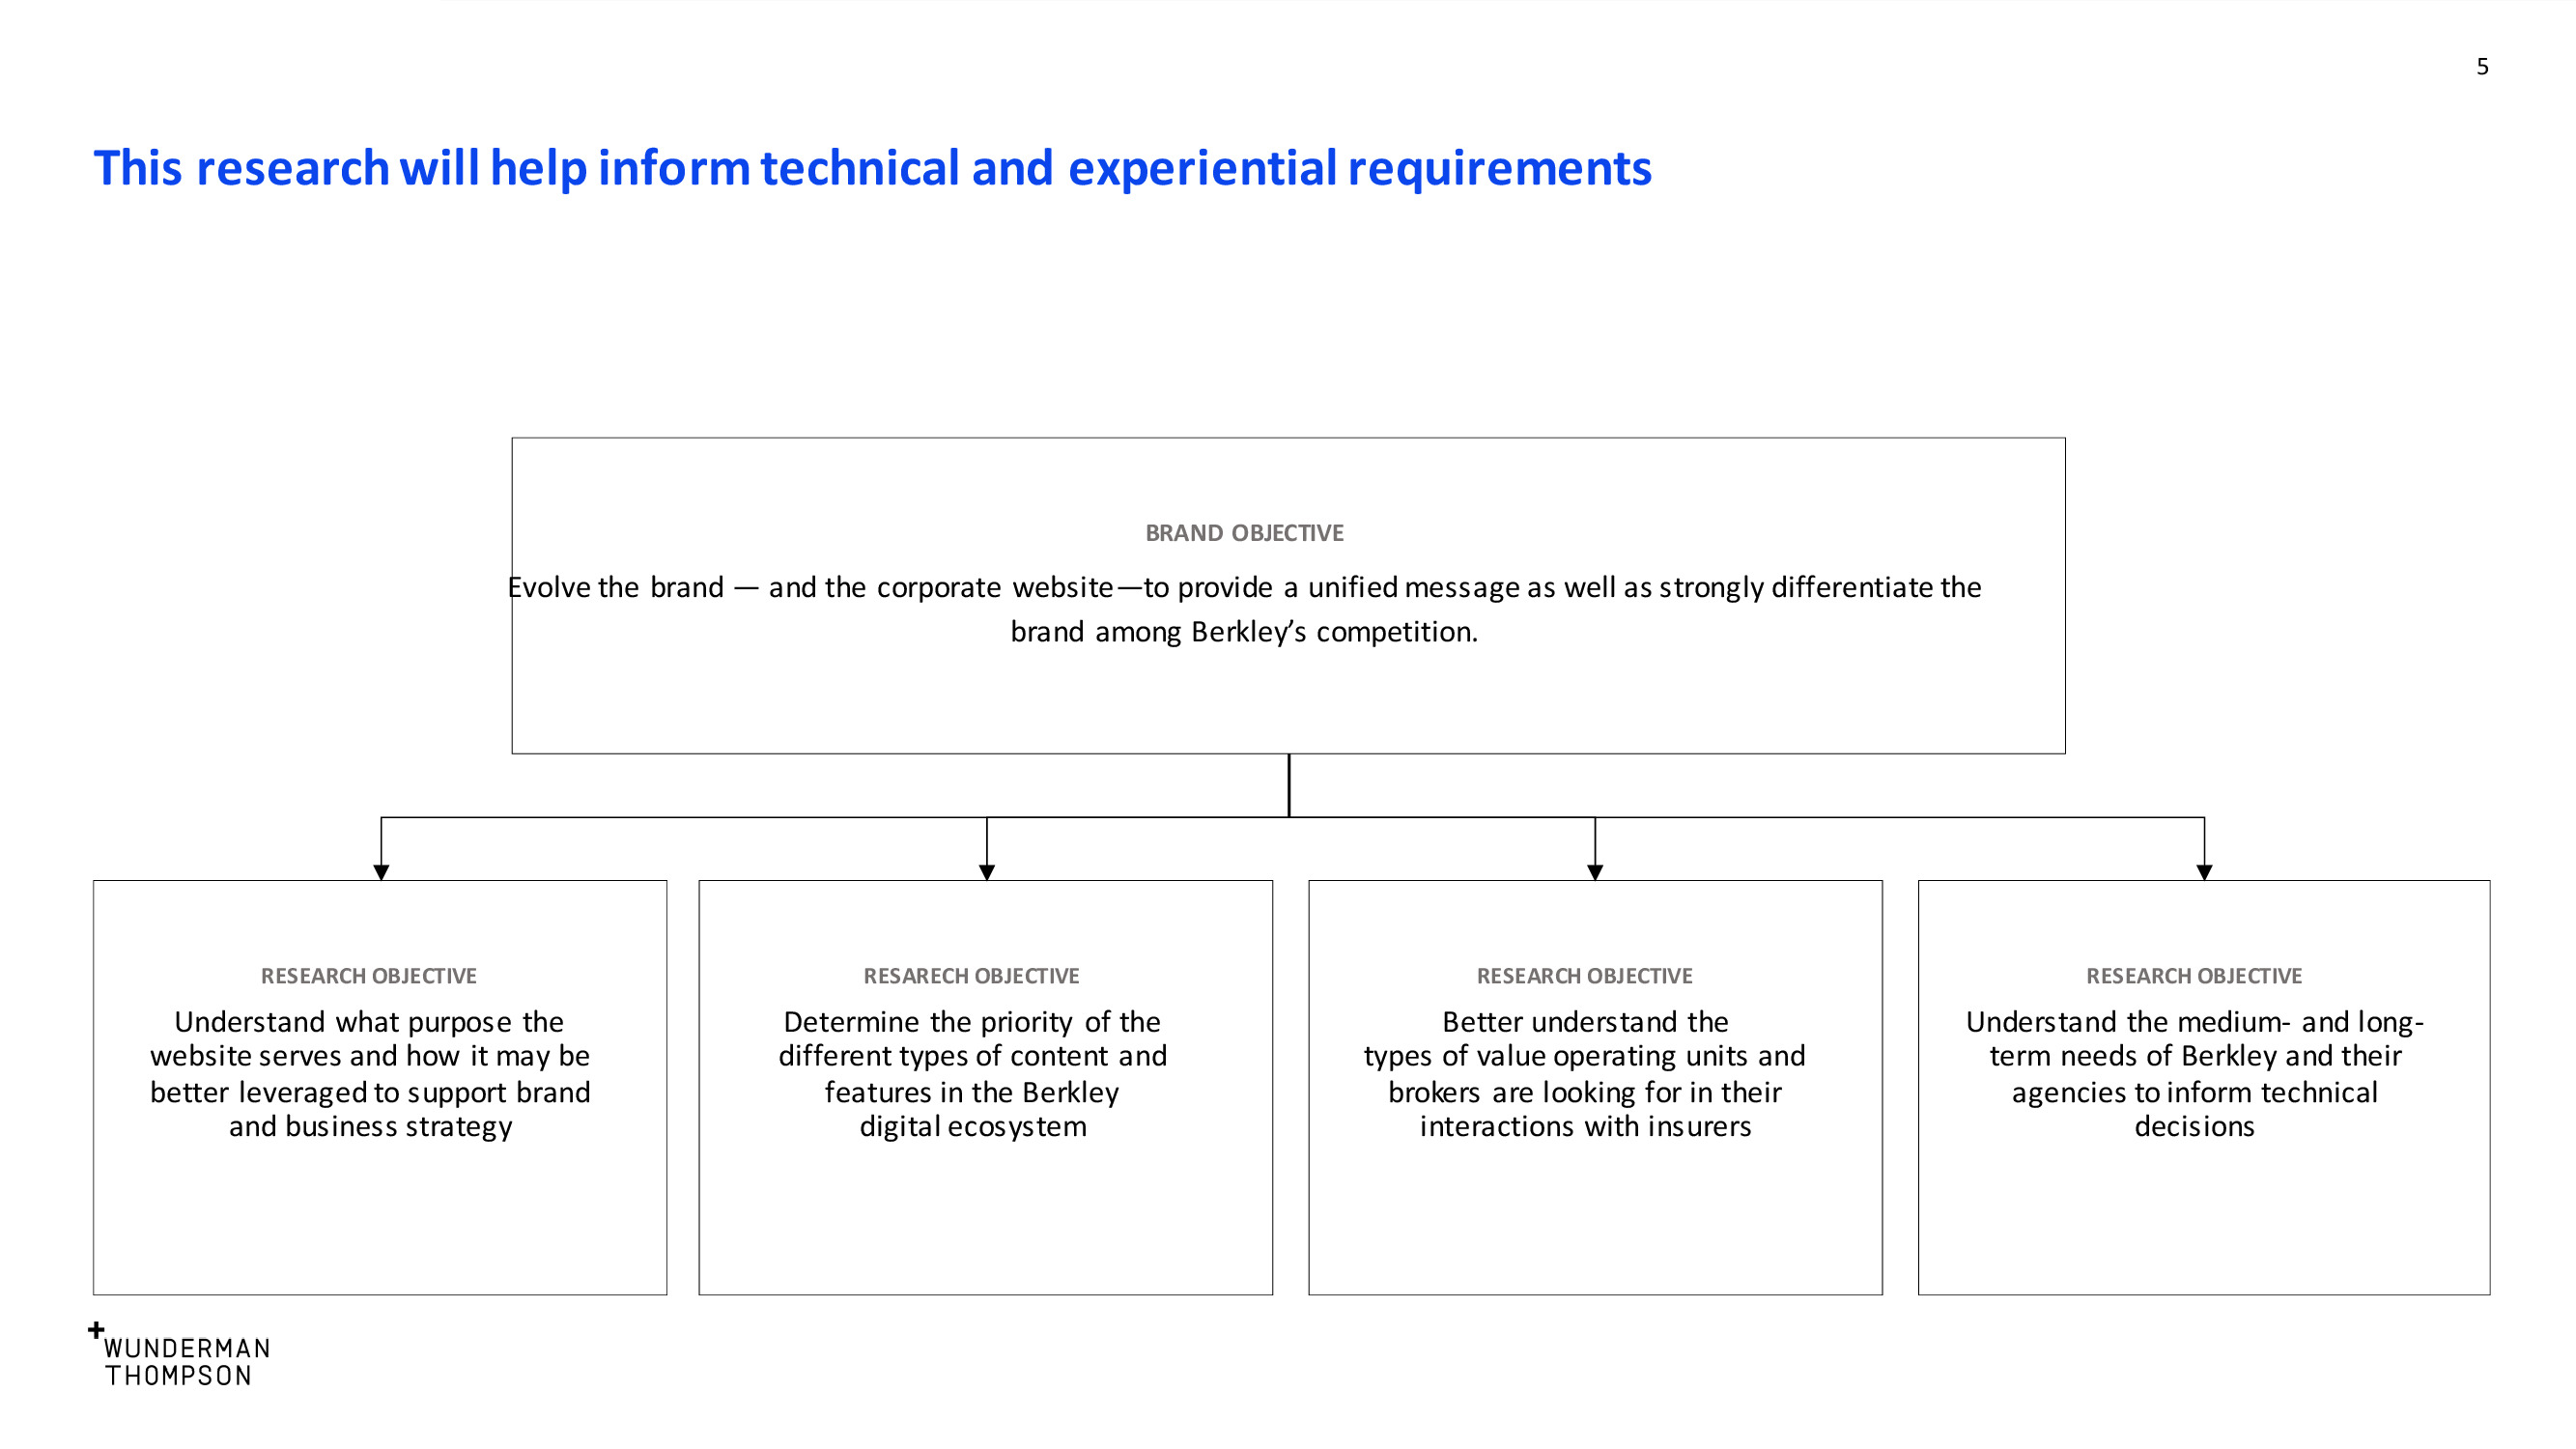 5
This research will help inform technical and experiential requirements
BRAND OBJECTIVE
Evolve the brand — and the corporate website—to provide a unified message as well as strongly differentiate the
brand among Berkley’s competition.
RESEARCH OBJECTIVE
Understand what purpose the
website serves and how it may be
better leveraged to support brand
and business strategy
RESARECH OBJECTIVE
Determine the priority of the
different types of content and
features in the Berkley
digital ecosystem
RESEARCH OBJECTIVE
Better understand the
types of value operating units and
brokers are looking for in their
interactions with insurers
RESEARCH OBJECTIVE
Understand the medium- and long-
term needs of Berkley and their
agencies to inform technical
decisions
+WUNDERMAN
THOMPSON